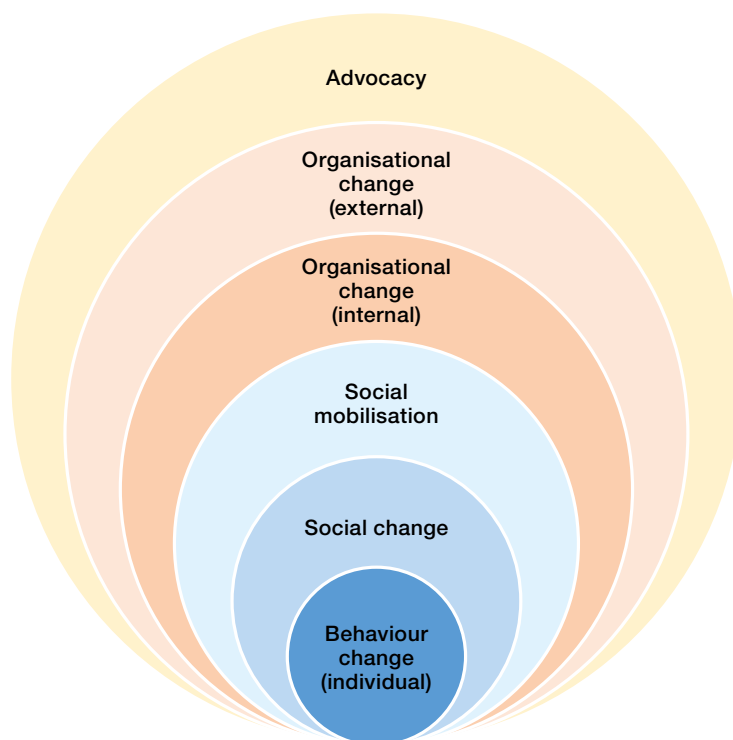 Advocacy
Organisational
change
(external)
Organisational
change
(internal)
Social
mobilisation
Social change
Behaviour
change
(individual)